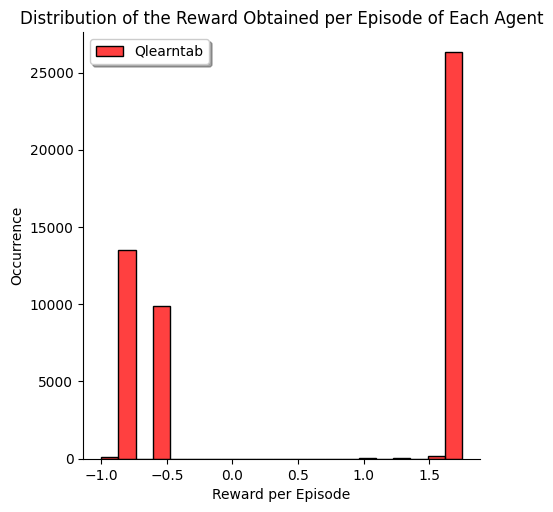 Distribution of the Reward Obtained per Episode of Each Agent
Qlearntab
25000
20000
15000
10000
5000
0
Occurrence
−1.0 −0.5 0.0 0.5 1.0 1.5
Reward per Episode